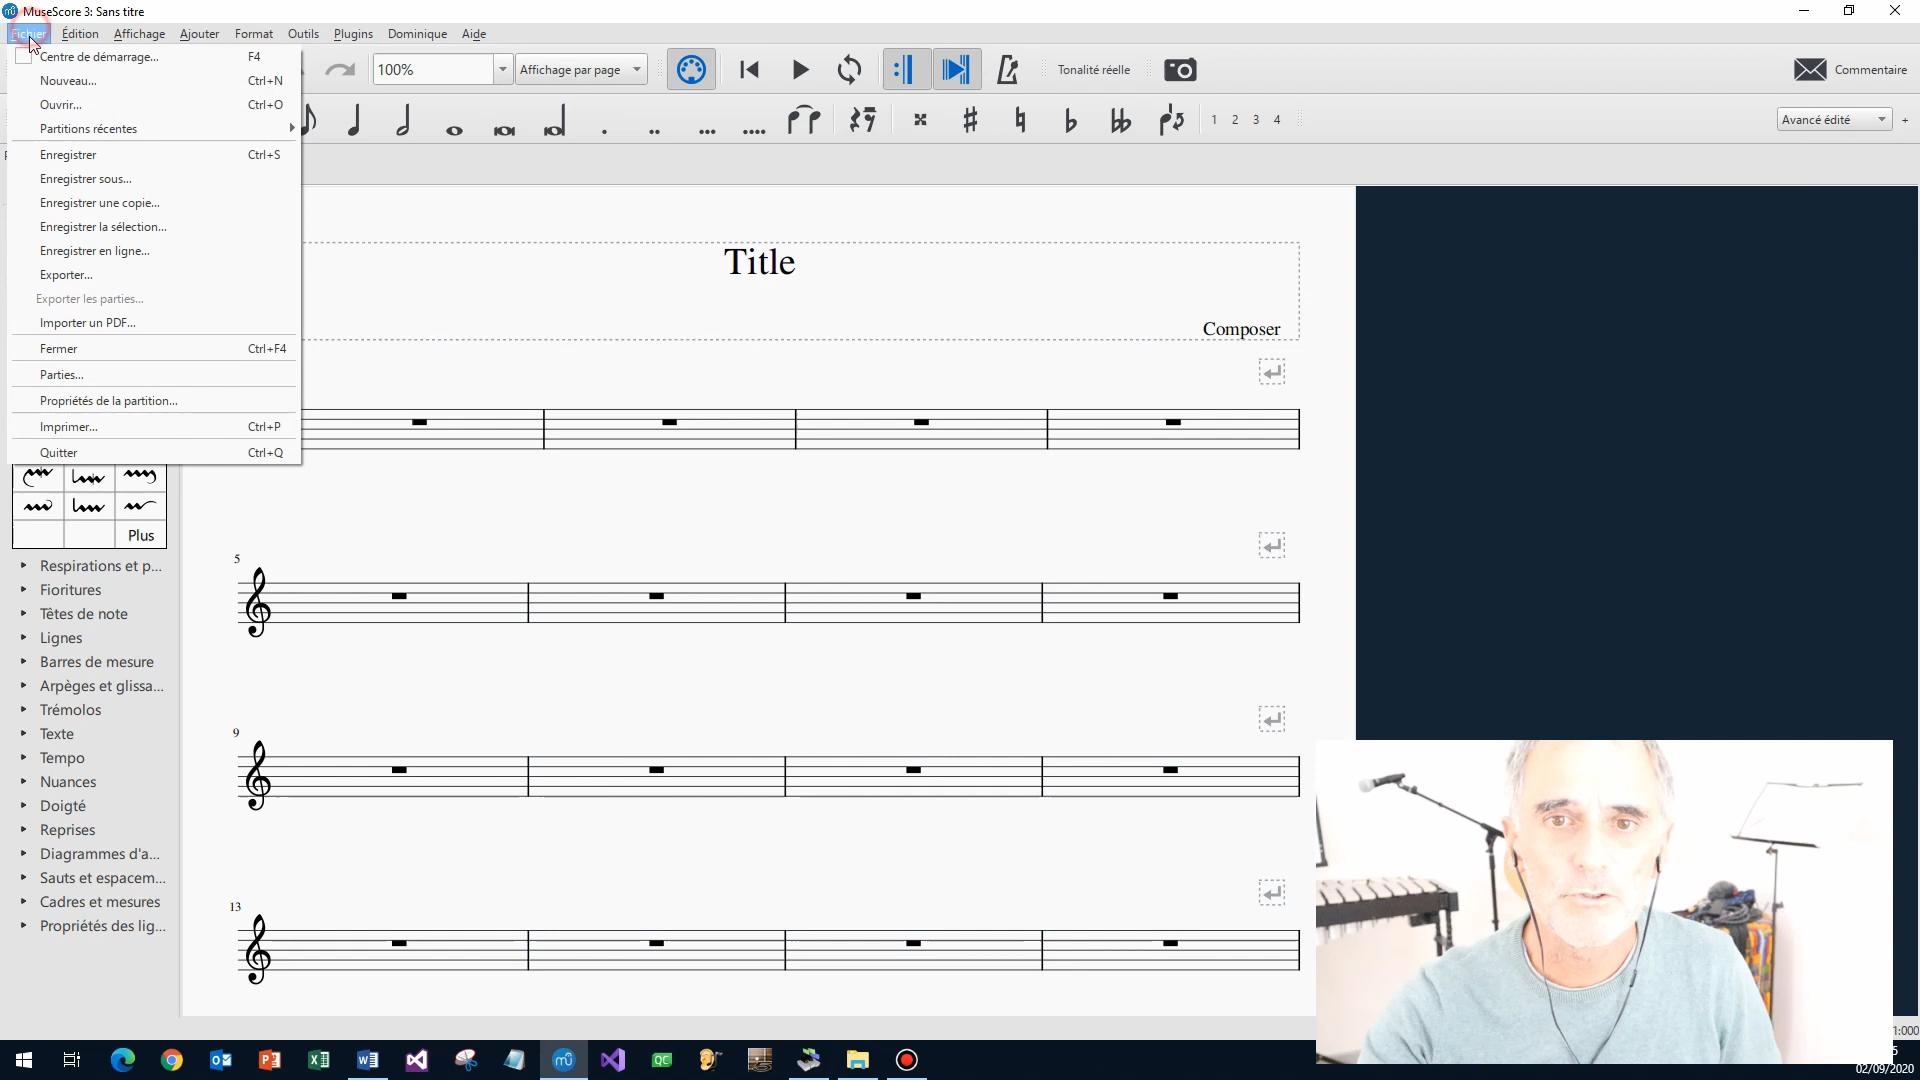 MuseScore 3: Sans titre
Fichier Édition Affichage Ajouter Format Outils Plugins Dominique Aide
Centre de démarrage... F4
Nouveau... Ctrl+N
Ouvrir... Ctrl+O
Partitions récentes
Enregistrer Ctrl+S
Enregistrer sous...
Enregistrer une copie...
Enregistrer la sélection...
Enregistrer en ligne...
Exporter...
Exporter les parties...
Importer un PDF...
Fermer Ctrl+F4
Parties...
Propriétés de la partition...
Imprimer... Ctrl+P
Quitter Ctrl+Q
100% Affichage par page Tonalité réelle Commentaire
1 2 3 4 Avancé édité +
Title
Composer
Plus
Respirations et p...
Fioritures
Têtes de note
Lignes
Barres de mesure
Arpèges et glissa...
Trémolos
Texte
Tempo
Nuances
Doigté
Reprises
Diagrammes d'a...
Sauts et espacem...
Cadres et mesures
Propriétés des lig...
5
9
13
1:000
02/09/2020